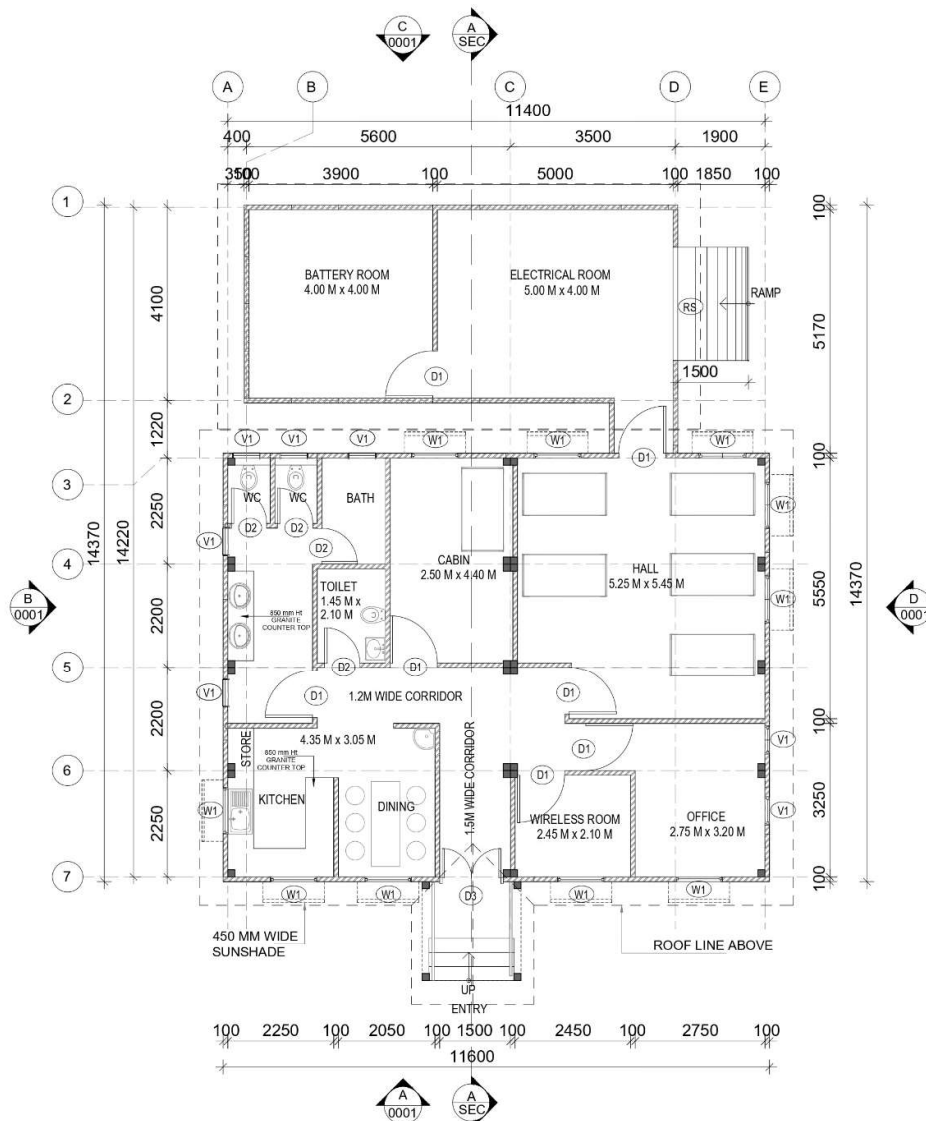 C
0001
A
SEC
A
B
C
D
E
11400
400
5600
3500
1900
350
100
3900
100
5000
100
1850
100
1
2
3
4
5
6
7
14370
14220
4100
1220
2250
2200
2200
2250
BATTERY ROOM
4.00 M x 4.00 M
ELECTRICAL ROOM
5.00 M x 4.00 M
RS
RAMP
1500
D1
100
5170
100
5550
100
3250
100
14370
V1
V1
V1
W1
W1
D1
W1
WC
WC
BATH
D2
D2
D2
V1
W1
CABIN
2.50 M x 4.40 M
HALL
5.25 M x 5.45 M
W1
TOILET
1.45 M x
2.10 M
850 mm Ht
GRANITE
COUNTER TOP
B
0001
D
0001
D2
D1
V1
D1
1.2M WIDE CORRIDOR
D1
4.35 M x 3.05 M
STORE
850 mm Ht
GRANITE
COUNTER TOP
1.5M WIDE CORRIDOR
D1
D1
V1
V1
W1
KITCHEN
DINING
WIRELESS ROOM
2.45 M x 2.10 M
OFFICE
2.75 M x 3.20 M
W1
W1
D3
W1
W1
450 MM WIDE
SUNSHADE
ROOF LINE ABOVE
UP
ENTRY
100
2250
100
2050
100
1500
100
2450
100
2750
100
11600
A
0001
A
SEC